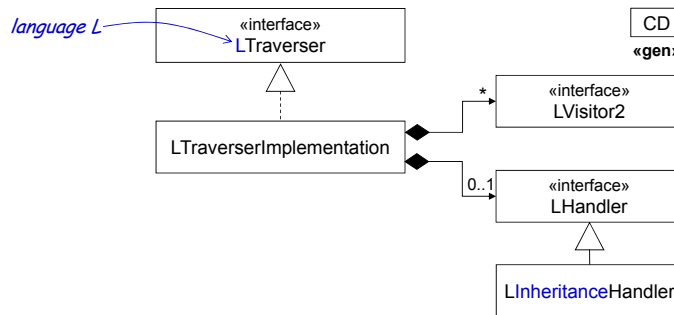 language L
«interface»
LTraverser
CD
«gen»
«interface»
LVisitor2
*
LTraverserImplementation
0..1
«interface»
LHandler
LInheritanceHandler